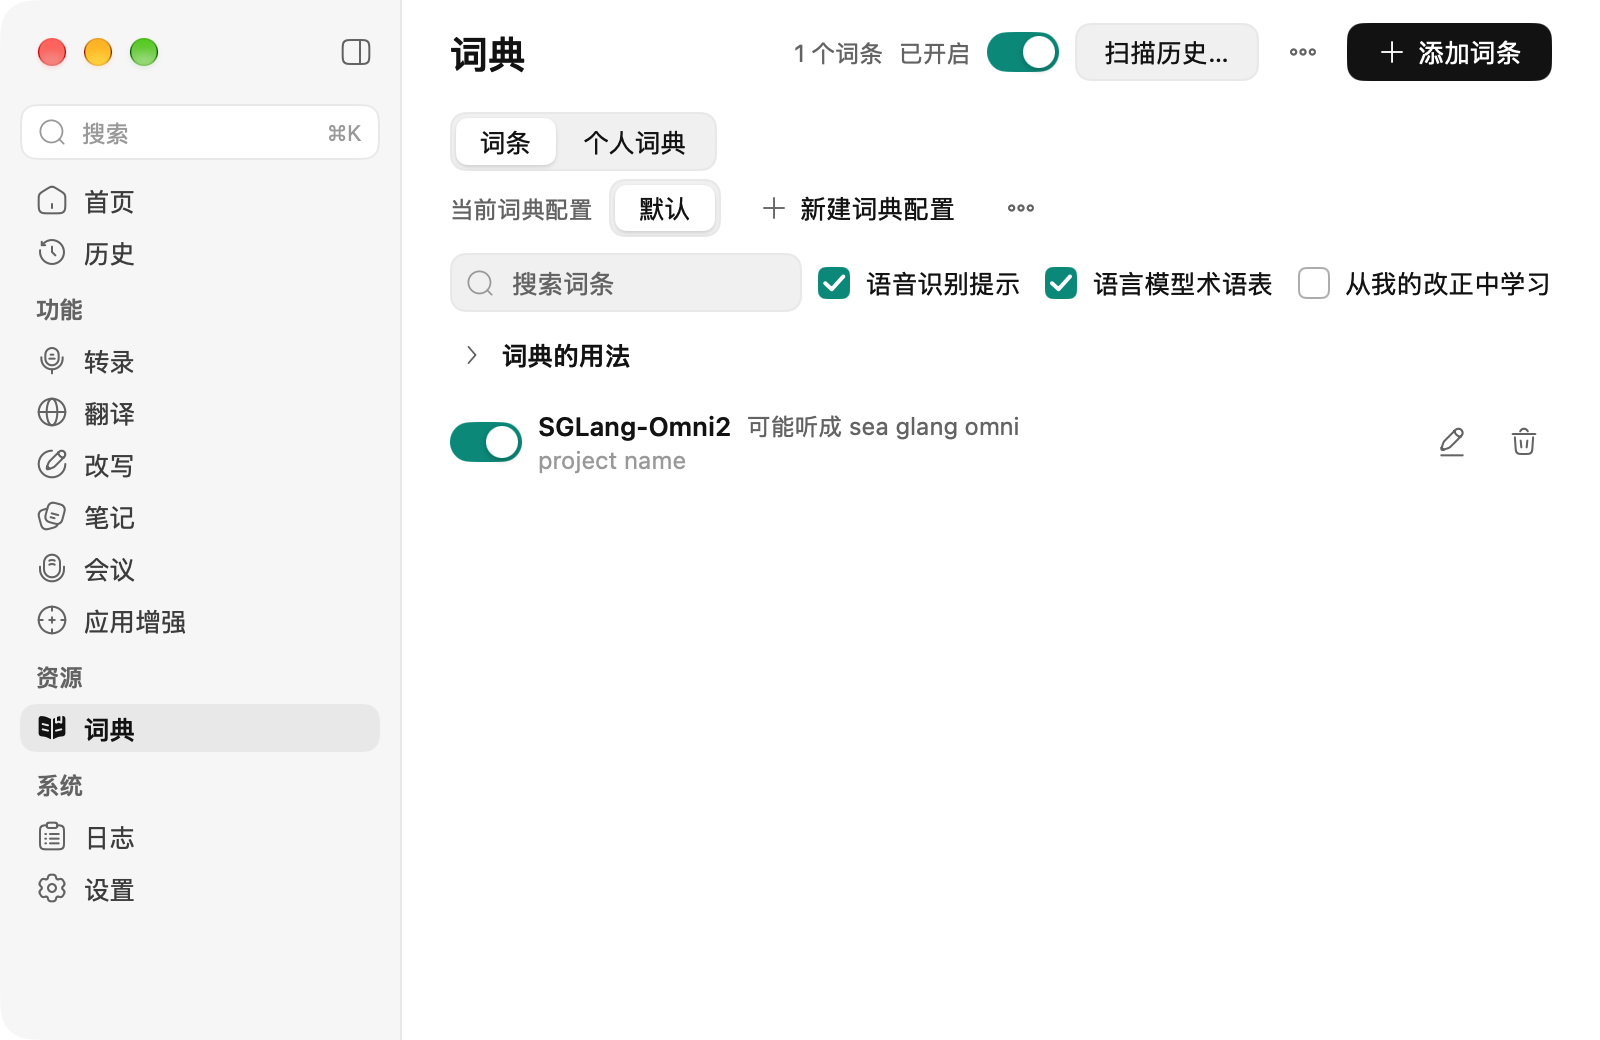 搜索 ⌘K
首页
历史
功能
转录
翻译
改写
笔记
会议
应用增强
资源
词典
系统
日志
设置
词典 1 个词条 已开启 扫描历史... 添加词条
词条 个人词典
当前词典配置 默认 新建词典配置
搜索词条 语音识别提示 语言模型术语表 从我的改正中学习
词典的用法
SGLang-Omni2 可能听成 sea glang omni
project name